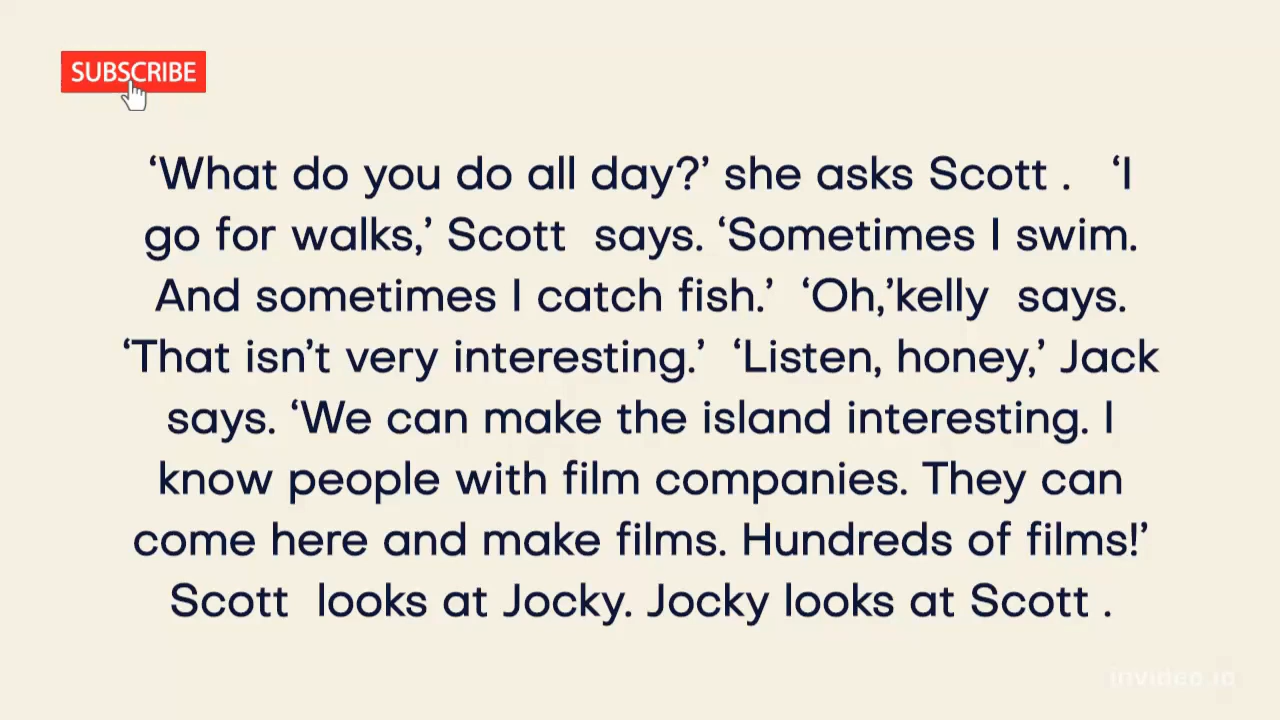 SUBSCRIBE
‘What do you do all day?’ she asks Scott .   ‘I
go for walks,’ Scott  says. ‘Sometimes I swim.
And sometimes I catch fish.’  ‘Oh,’kelly  says.
‘That isn’t very interesting.’  ‘Listen, honey,’ Jack
says. ‘We can make the island interesting. I
know people with film companies. They can
come here and make films. Hundreds of films!’
Scott  looks at Jocky. Jocky looks at Scott .
invideo.io